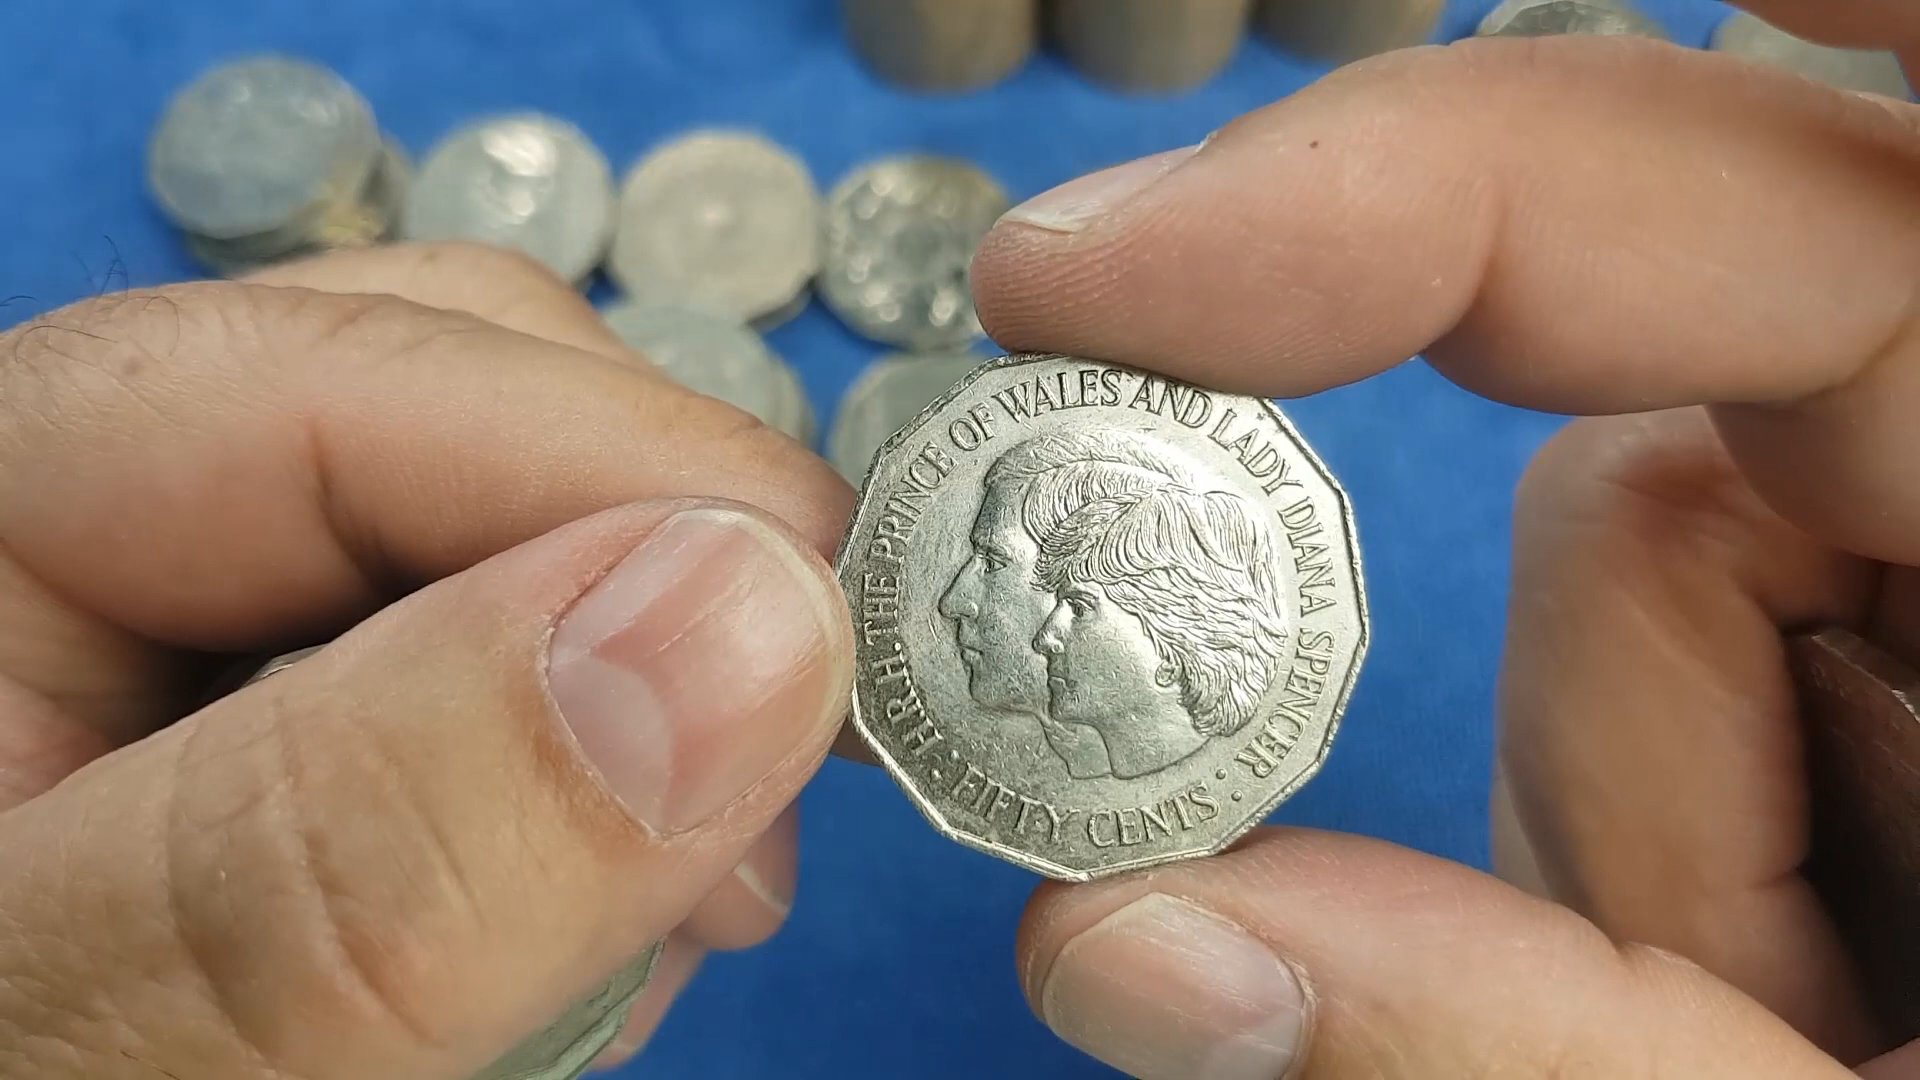 H.R.H. THE PRINCE OF WALES AND LADY DIANA SPENCER
· FIFTY CENTS ·